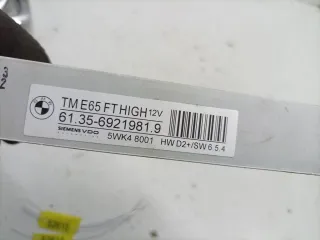 TM E65 FT HIGH 12V
61.35-6921981.9
SIEMENS VDO
5WK4 8001 HW D2+/SW 6.5.4